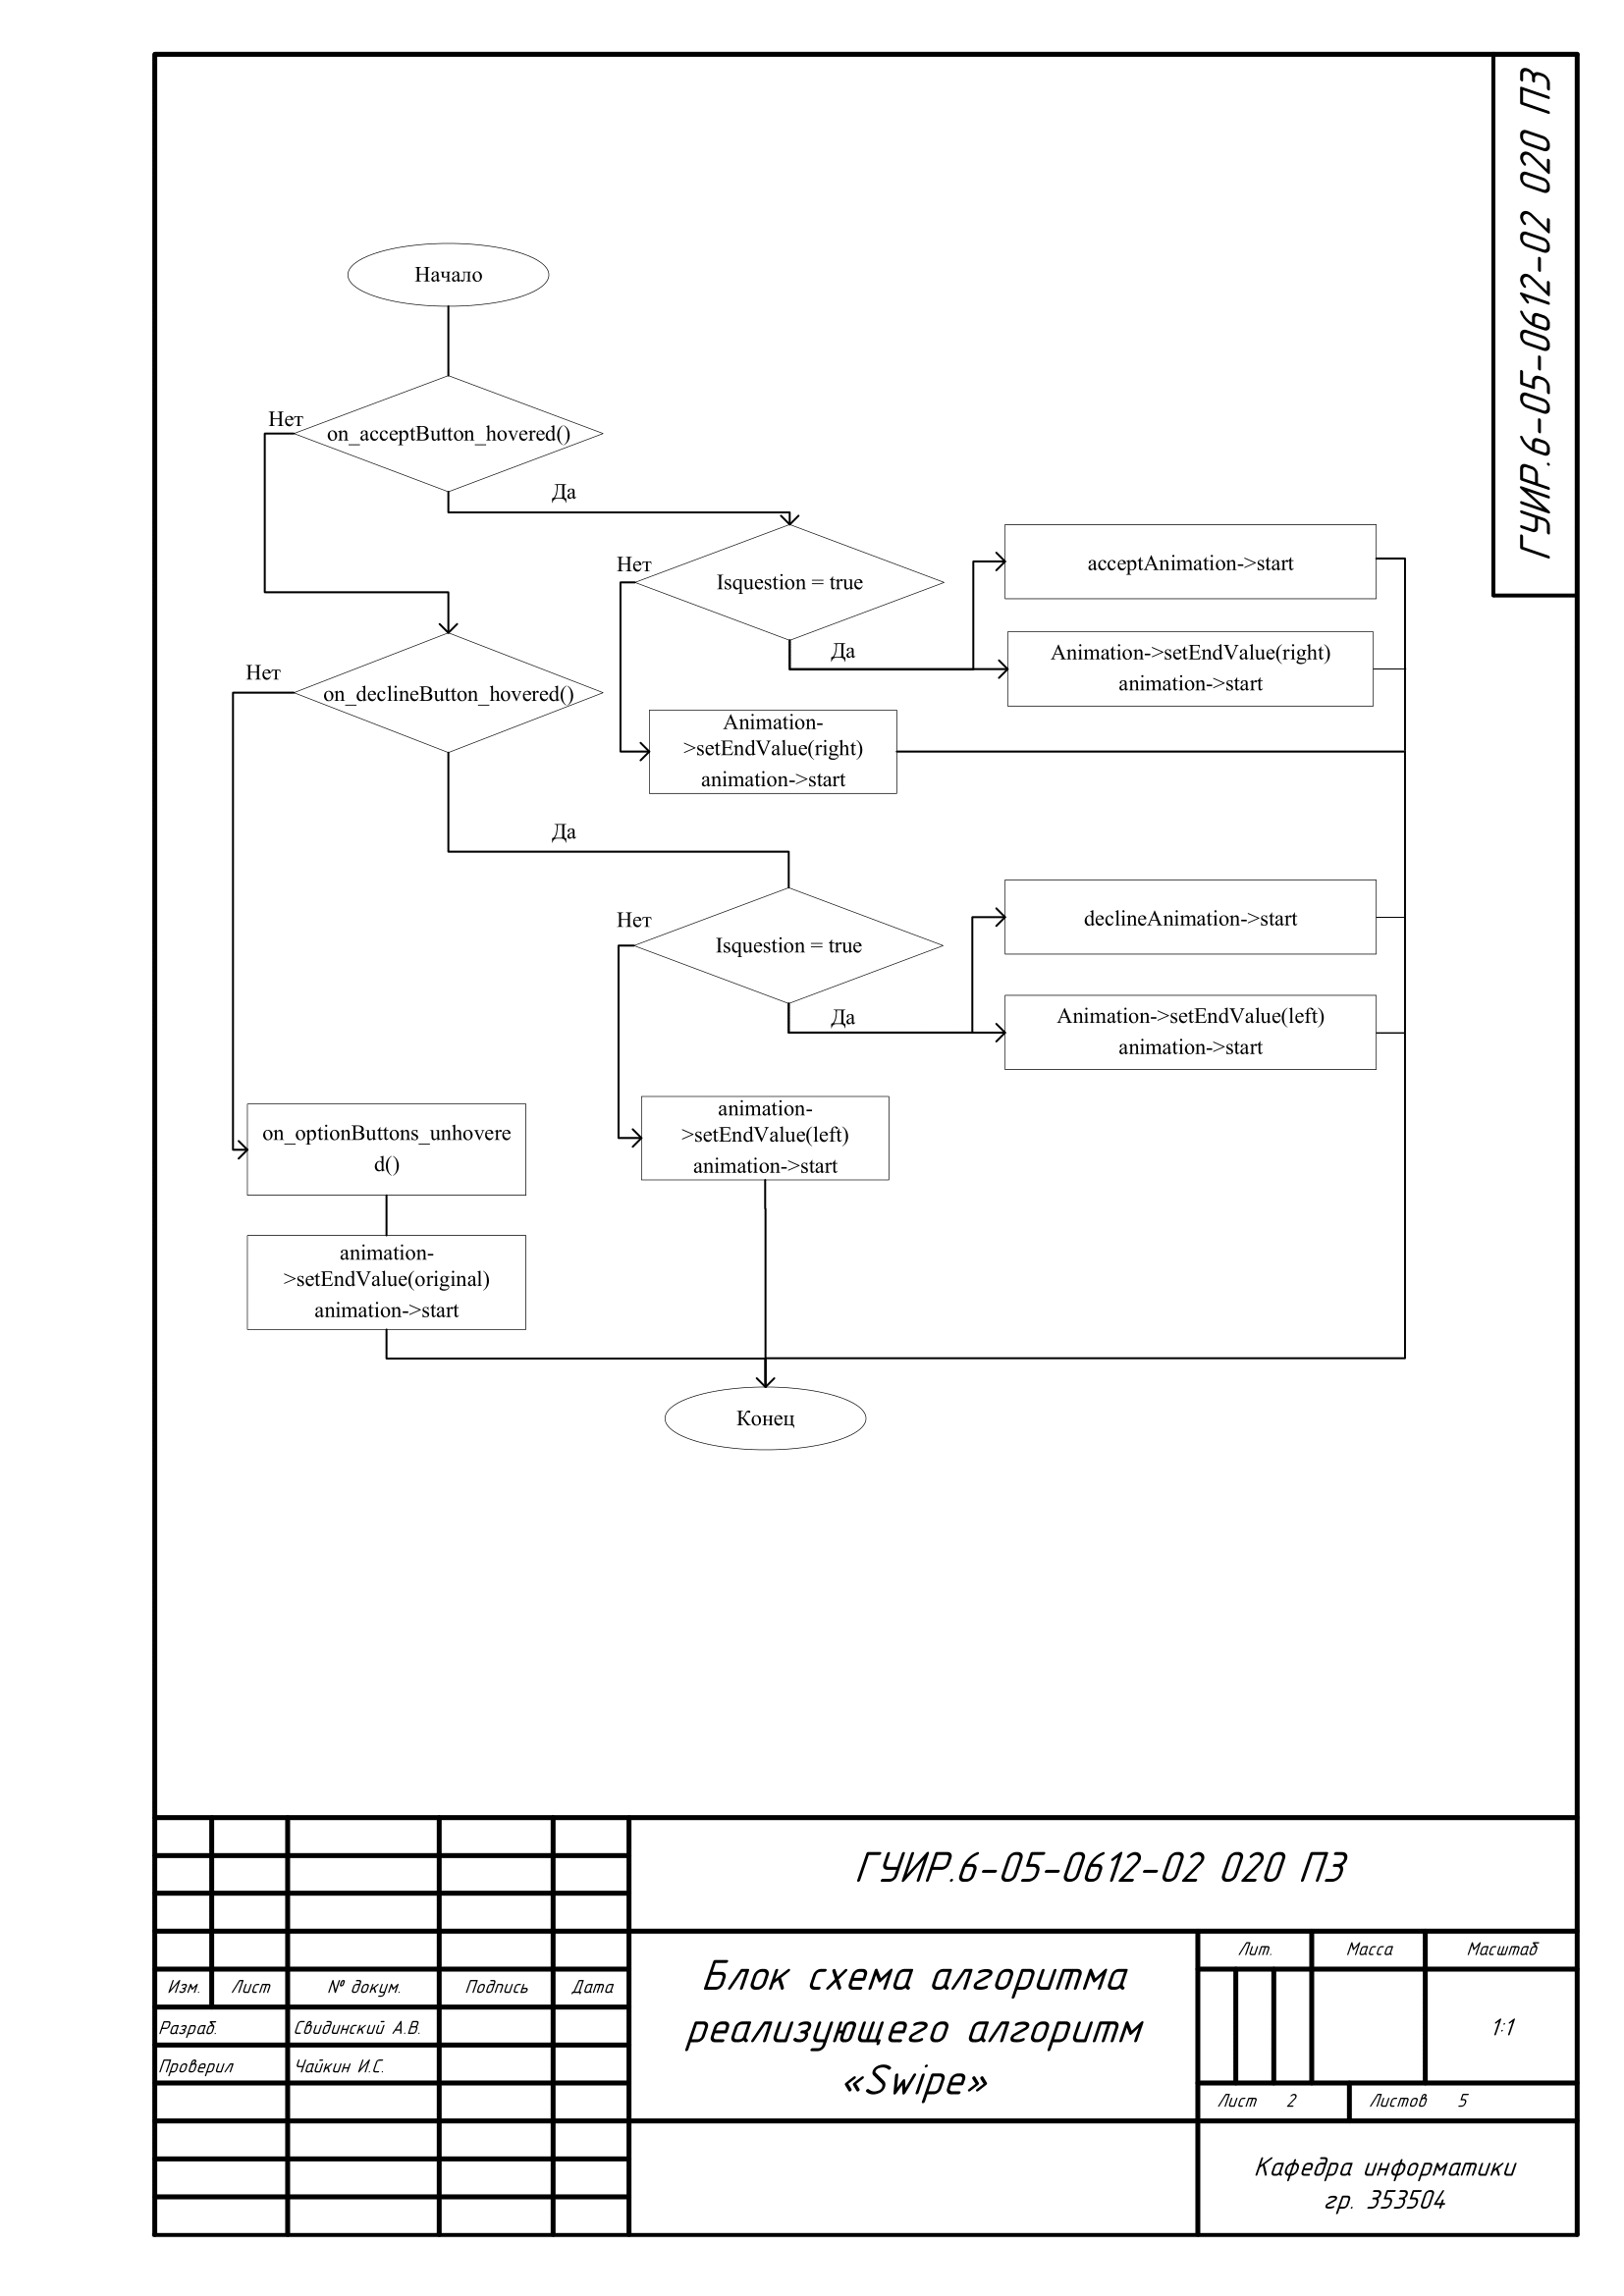 ГУИР.6-05-0612-02 020 ПЗ
Начало
Нет
on_acceptButton_hovered()
Да
Нет
Isquestion = true
acceptAnimation->start
Да
Animation->setEndValue(right)
animation->start
Нет
on_declineButton_hovered()
Animation-
>setEndValue(right)
animation->start
Да
Нет
Isquestion = true
declineAnimation->start
Да
Animation->setEndValue(left)
animation->start
on_optionButtons_unhovere
d()
animation-
>setEndValue(left)
animation->start
animation-
>setEndValue(original)
animation->start
Конец
ГУИР.6-05-0612-02 020 ПЗ
Изм. Лист № докум. Подпись Дата
Разраб. Свидинский А.В.
Проверил Чайкин И.С.
Блок схема алгоритма
реализующего алгоритм
«Swipe»
Лит. Масса Масштаб
1:1
Лист 2 Листов 5
Кафедра информатики
гр. 353504